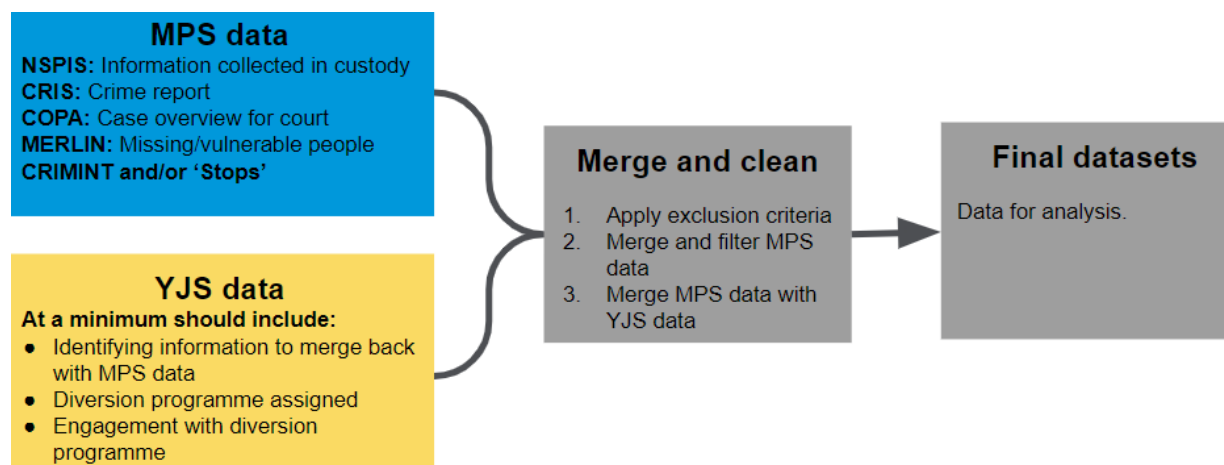 MPS data
NSPIS: Information collected in custody
CRIS: Crime report
COPA: Case overview for court
MERLIN: Missing/vulnerable people
CRIMINT and/or ‘Stops’
YJS data
At a minimum should include:
● Identifying information to merge back
with MPS data
● Diversion programme assigned
● Engagement with diversion
programme
Merge and clean
1. Apply exclusion criteria
2. Merge and filter MPS
data
3. Merge MPS data with
YJS data
Final datasets
Data for analysis.